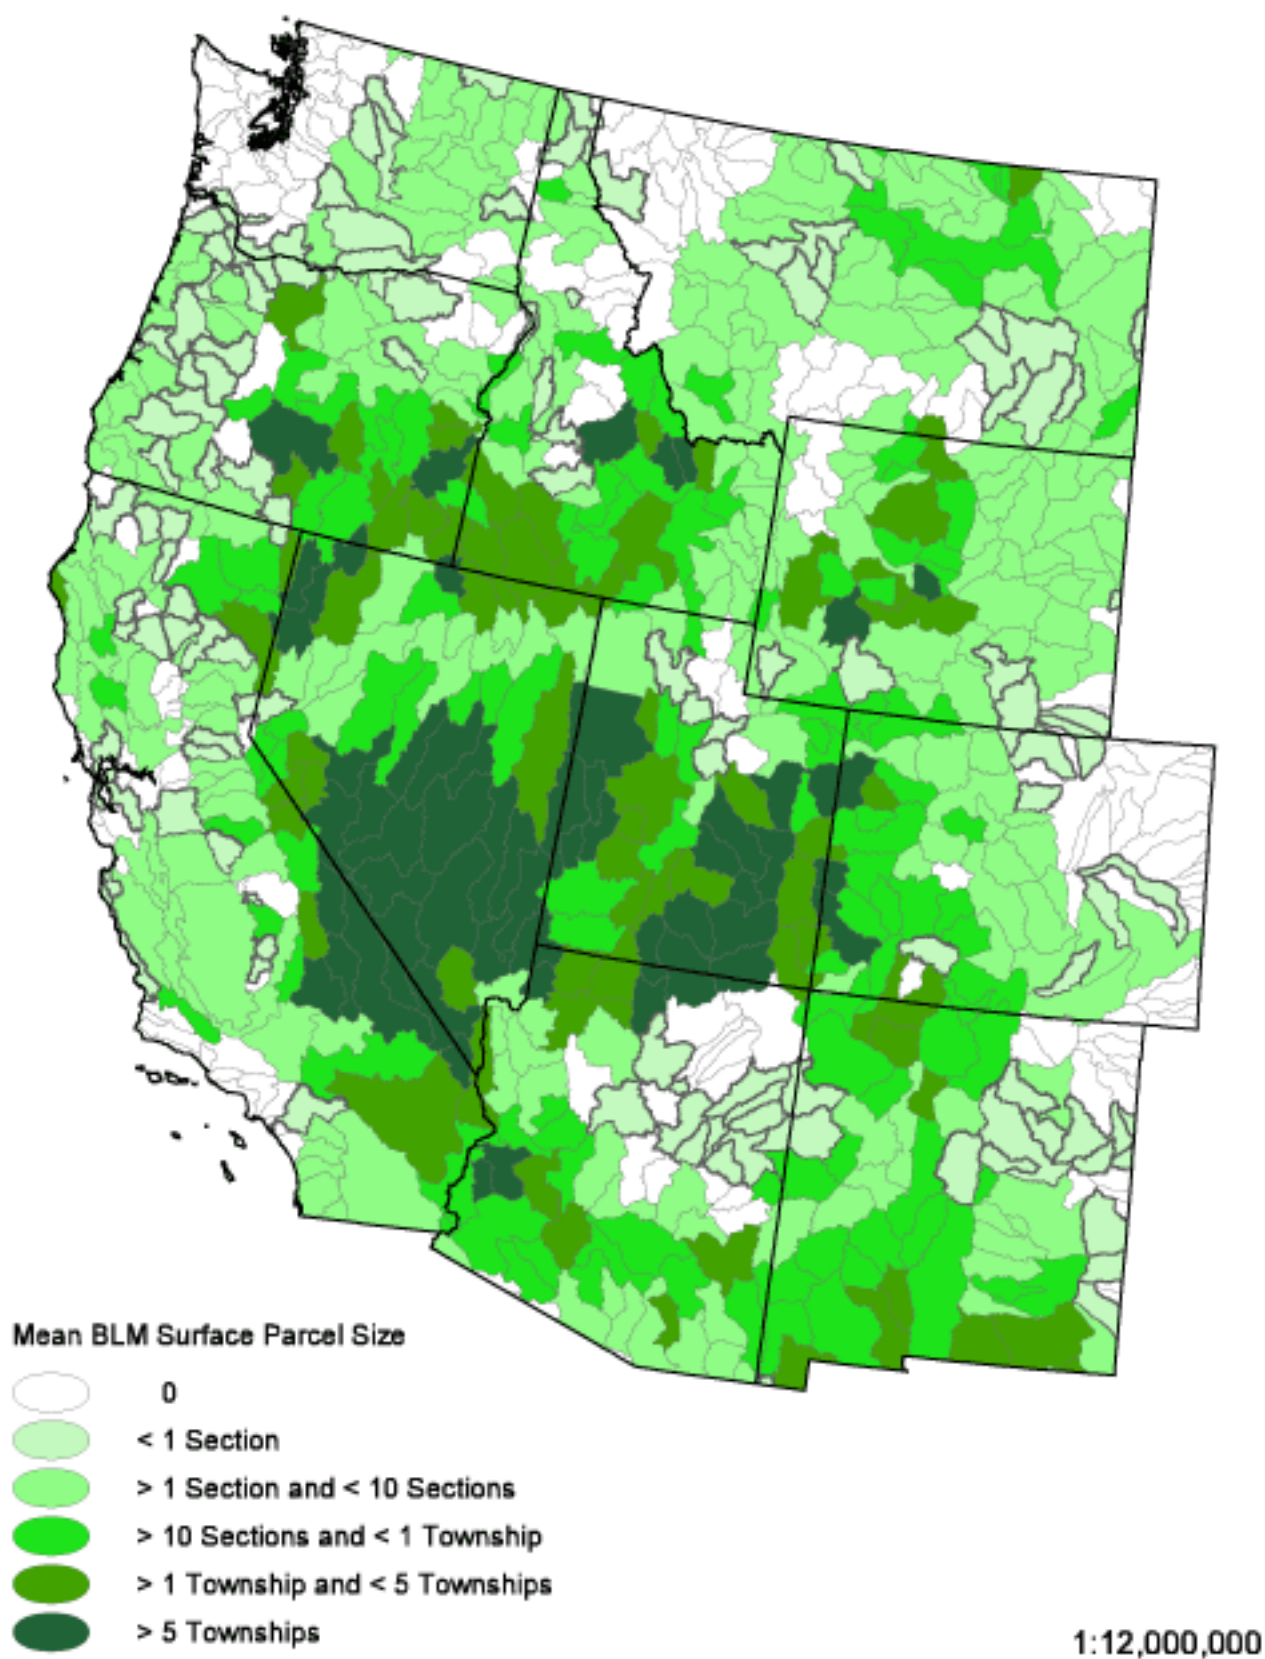 Mean BLM Surface Parcel Size
0
< 1 Section
> 1 Section and < 10 Sections
> 10 Sections and < 1 Township
> 1 Township and < 5 Townships
> 5 Townships
1:12,000,000